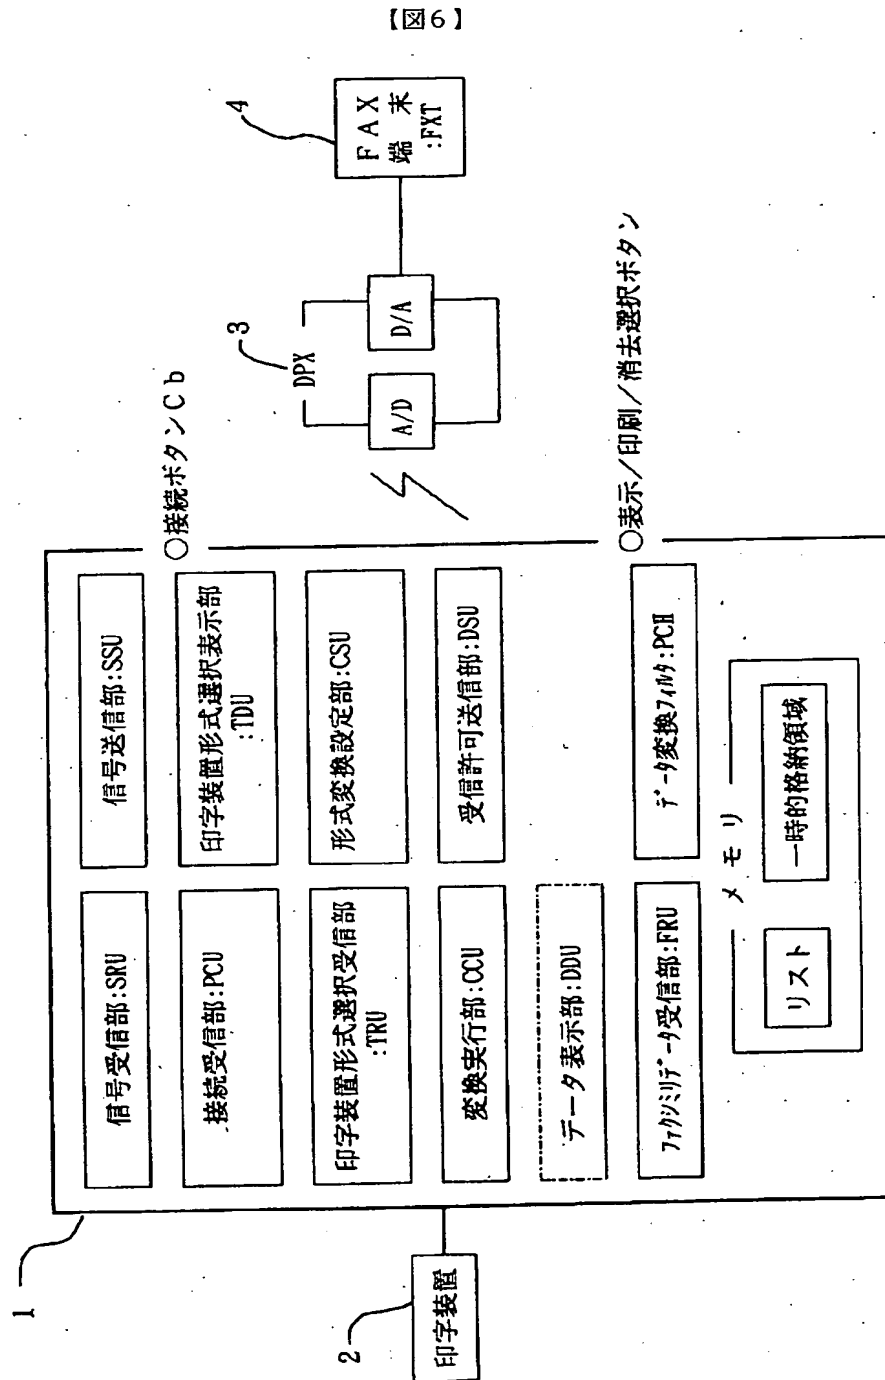 【図6】
1
信号受信部:SRU
信号送信部:SSU
接続受信部:PCU
印字装置形式選択表示部
:TDU
○接続ボタンCb
印字装置形式選択受信部
:TRU
形式変換設定部:CSU
変換実行部:CCU
受信許可送信部:DSU
データ表示部:DDU
ファクシミリデータ受信部:FRU
データ変換フィルタ:PCH
○表示/印刷/消去選択ボタン
メモリ
リスト
一時的格納領域
2
印字装置
3
DPX
A/D
D/A
4
FAX
端末
:FXT